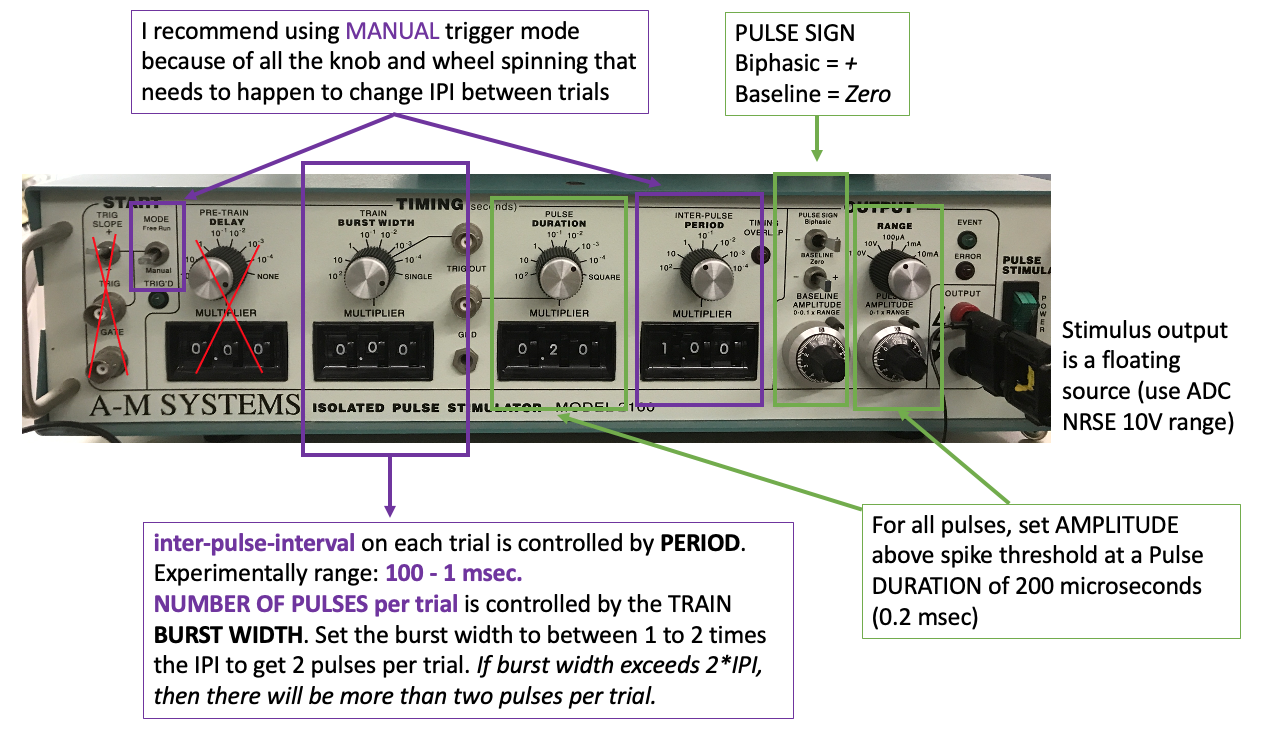 I recommend using MANUAL trigger mode
because of all the knob and wheel spinning that
needs to happen to change IPI between trials
PULSE SIGN
Biphasic = +
Baseline = Zero
START
TRIG
SLOPE
+
MODE
Free Run
Manual
TRIG
TRIG'D
GATE
PRE-TRAIN
DELAY
10⁻¹ 10⁻²
1 10⁻³
10 10⁻⁴
NONE
MULTIPLIER
0 . 0 0
TIMING (seconds)
TRAIN
BURST WIDTH
10⁻¹ 10⁻²
1 10⁻³
10 10⁻⁴
10² SINGLE
MULTIPLIER
0 . 0 0
TRIG OUT
GND
PULSE
DURATION
10⁻¹ 10⁻²
1 10⁻³
10 10⁻⁴
10² SQUARE
MULTIPLIER
0 . 2 0
INTER-PULSE
PERIOD
10⁻¹ 10⁻²
1 10⁻³
10 10⁻⁴
10²
MULTIPLIER
1 0 0
TIMING
OVERLAP
OUTPUT
PULSE SIGN
Biphasic
- +
BASELINE
Zero
- +
BASELINE
AMPLITUDE
0-0.1 x RANGE
RANGE
100µA
10V 1mA
10mA
PULSE
AMPLITUDE
0-1 x RANGE
EVENT
ERROR
OUTPUT
PULSE
STIMULA
POWER
A-M SYSTEMS
ISOLATED PULSE STIMULATOR MODEL 2100
Stimulus output
is a floating
source (use ADC
NRSE 10V range)
inter-pulse-interval on each trial is controlled by PERIOD.
Experimentally range: 100 - 1 msec.
NUMBER OF PULSES per trial is controlled by the TRAIN
BURST WIDTH. Set the burst width to between 1 to 2 times
the IPI to get 2 pulses per trial. If burst width exceeds 2*IPI,
then there will be more than two pulses per trial.
For all pulses, set AMPLITUDE
above spike threshold at a Pulse
DURATION of 200 microseconds
(0.2 msec)